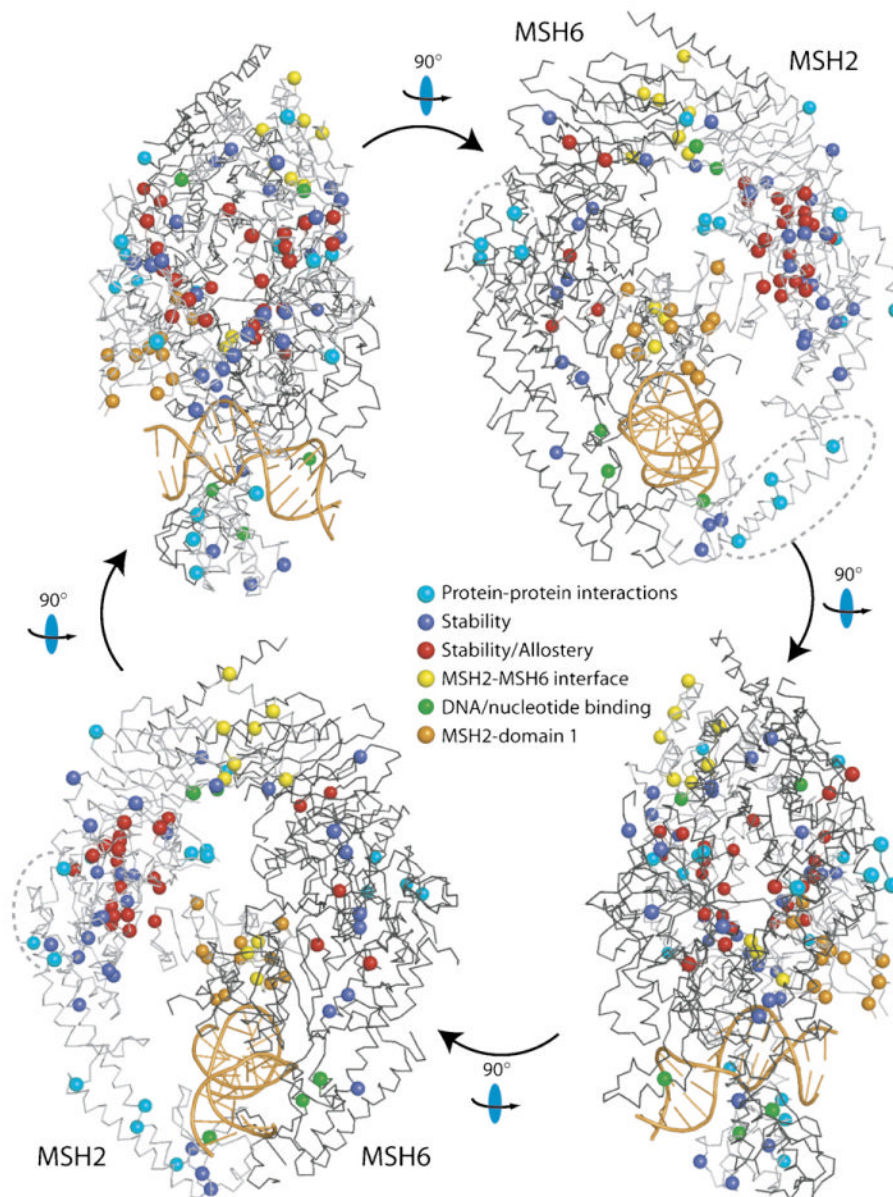 MSH6
MSH2
90°
90°
90°
Protein-protein interactions
Stability
Stability/Allostery
MSH2-MSH6 interface
DNA/nucleotide binding
MSH2-domain 1
90°
MSH2
MSH6